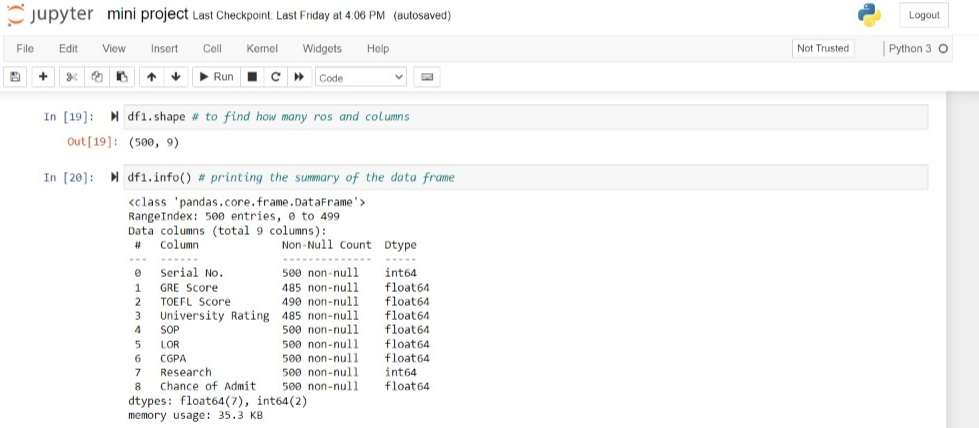 jupyter mini project Last Checkpoint: Last Friday at 4:06 PM (autosaved)
Logout
File Edit View Insert Cell Kernel Widgets Help
Not Trusted Python 3
Run Code
In [19]: df1.shape # to find how many ros and columns
Out[19]: (500, 9)
In [20]: df1.info() # printing the summary of the data frame
<class 'pandas.core.frame.DataFrame'>
RangeIndex: 500 entries, 0 to 499
Data columns (total 9 columns):
# Column Non-Null Count Dtype
--- ------ -------------- -----
0 Serial No. 500 non-null int64
1 GRE Score 485 non-null float64
2 TOEFL Score 490 non-null float64
3 University Rating 485 non-null float64
4 SOP 500 non-null float64
5 LOR 500 non-null float64
6 CGPA 500 non-null float64
7 Research 500 non-null int64
8 Chance of Admit 500 non-null float64
dtypes: float64(7), int64(2)
memory usage: 35.3 KB